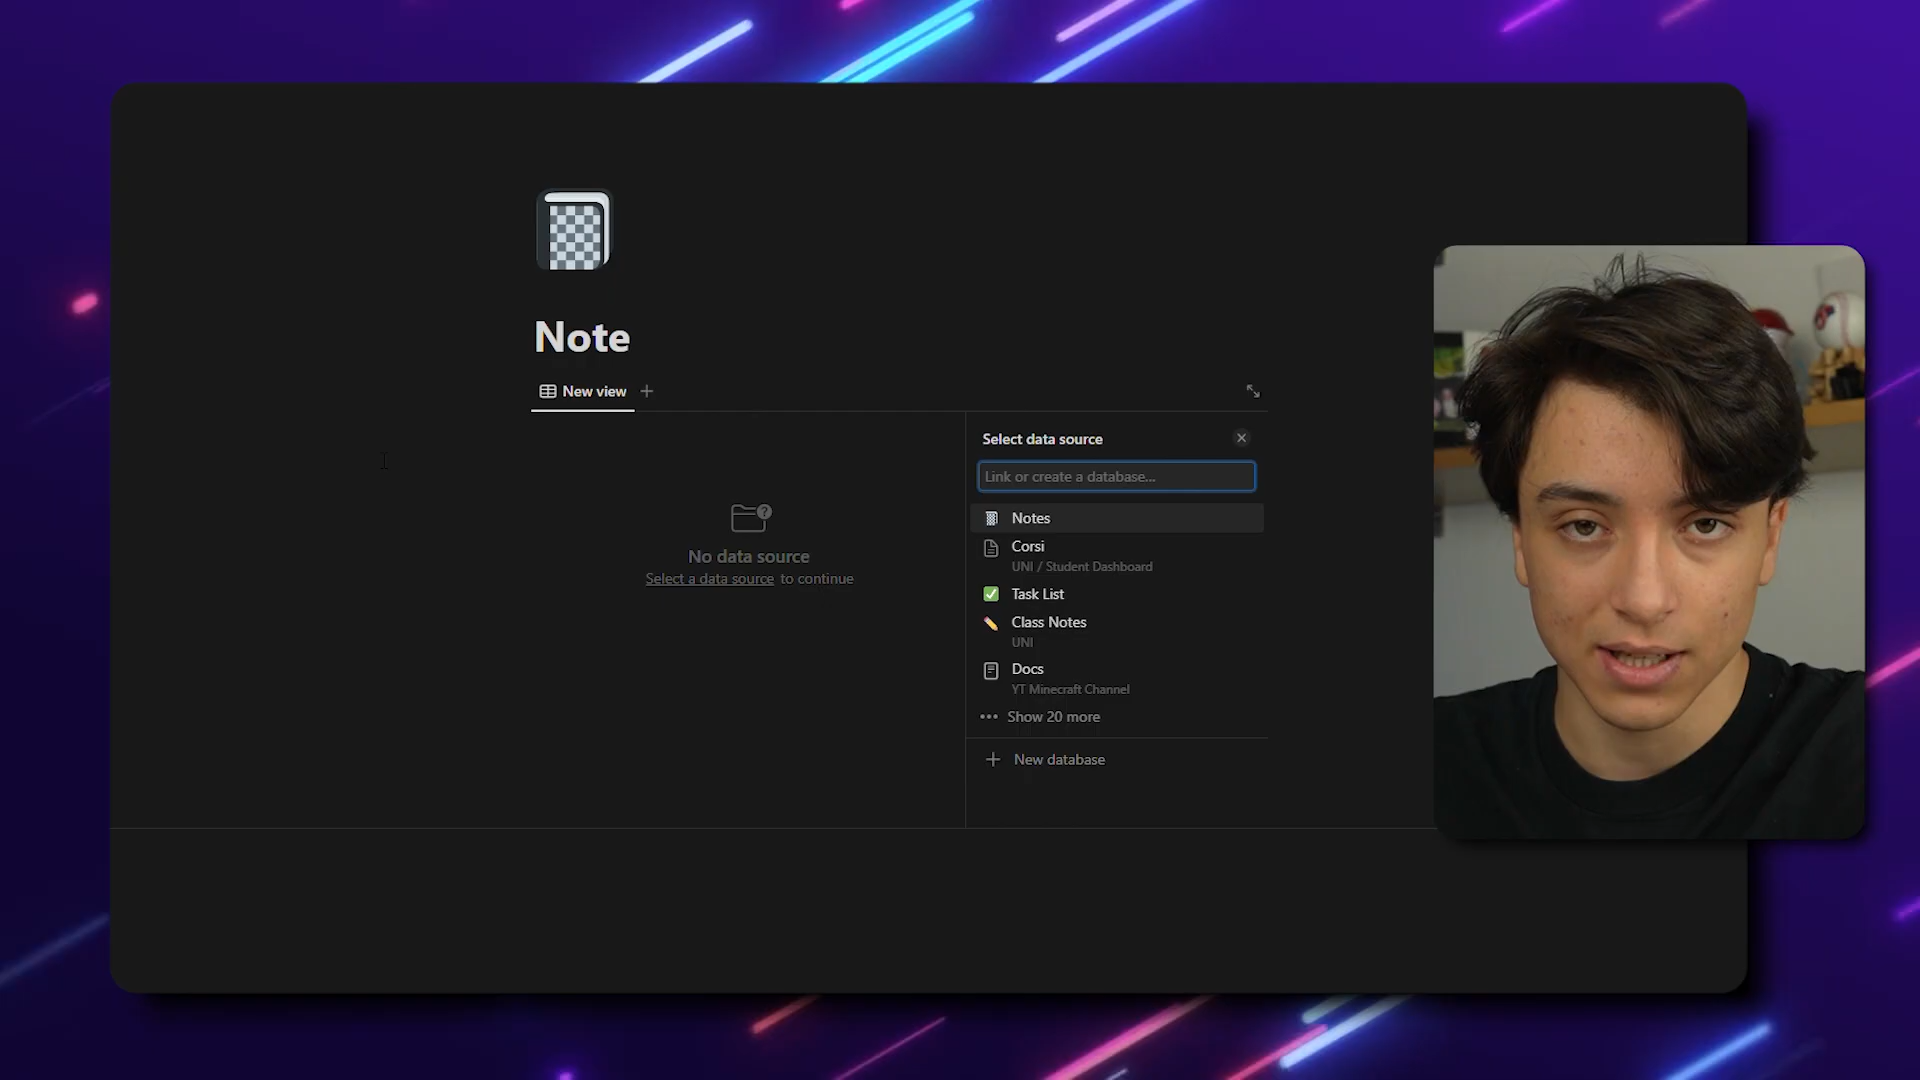 Note
New view
Select data source
Link or create a database...
No data source
Select a data source to continue
Notes
Corsi
UNI / Student Dashboard
Task List
Class Notes
UNI
Docs
YT Minecraft Channel
Show 20 more
New database